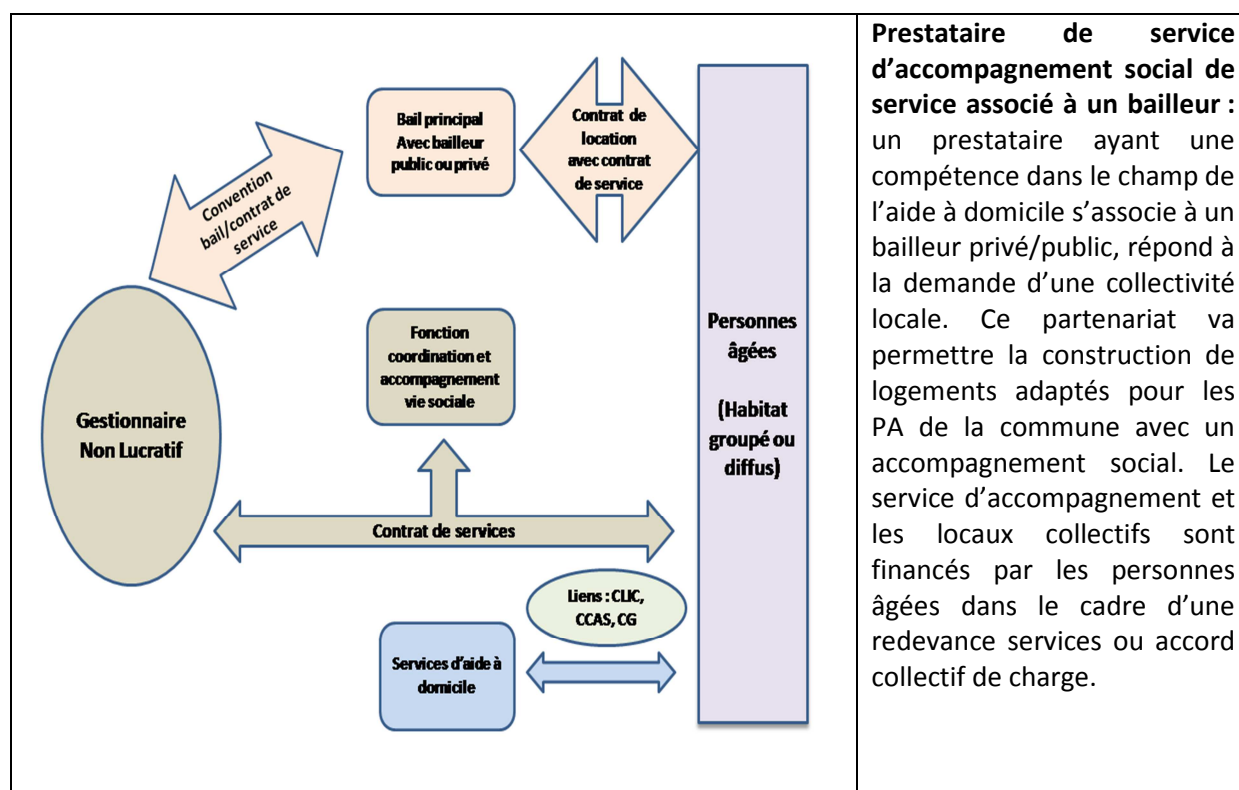 Bail principal
Avec bailleur
public ou privé
Contrat de
location
avec contrat
de service
Convention
bail/contrat de
service
Gestionnaire
Non Lucratif
Fonction
coordination et
accompagnement
vie sociale
Contrat de services
Personnes
âgées
(Habitat
groupé ou
diffus)
Liens : CLIC,
CCAS, CG
Services d'aide à
domicile
Prestataire de service
d'accompagnement social de
service associé à un bailleur :
un prestataire ayant une
compétence dans le champ de
l'aide à domicile s'associe à un
bailleur privé/public, répond à
la demande d'une collectivité
locale. Ce partenariat va
permettre la construction de
logements adaptés pour les
PA de la commune avec un
accompagnement social. Le
service d'accompagnement et
les locaux collectifs sont
financés par les personnes
âgées dans le cadre d'une
redevance services ou accord
collectif de charge.